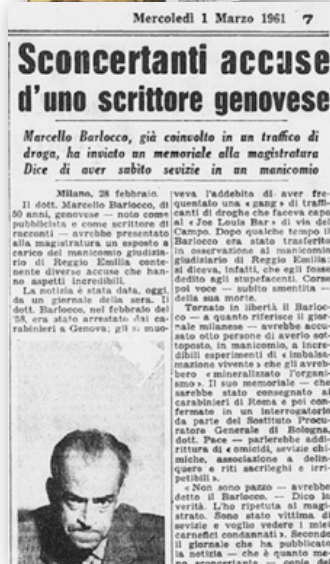 Mercoledì 1 Marzo 1961 7
Sconcertanti accuse
d'uno scrittore genovese
Marcello Barlocco, già coinvolto in un traffico di
droga, ha inviato un memoriale alla magistratura
Dice di aver subito sevizie in un manicomio
Milano, 28 febbraio.
Il dott. Marcello Barlocco, di
50 anni, genovese — noto come
pubblicista e come scrittore di
racconti — avrebbe presentato
alla magistratura un esposto a
carico del manicomio giudizia-
rio di Reggio Emilia conte-
nente diverse accuse che han-
no aspetti incredibili.
La notizia è stata data, oggi,
da un giornale della sera. Il
dott. Barlocco, nel febbraio del
'58, era stato arrestato dai ca-
rabinieri a Genova; gli si muo-
veva l'addebito di aver fre-
quentato una «gang» di traffi-
canti di droghe che faceva capo
al «Joe Louis Bar» di via del
Campo. Dopo qualche tempo il
Barlocco era stato trasferito
in osservazione al manicomio
giudiziario di Reggio Emilia:
si diceva, infatti, che egli fosse
dedito agli stupefacenti. Corse
poi voce — subito smentita —
della sua morte.
Tornato in libertà il Barloc-
co — a quanto riferisce il gior-
nale milanese — avrebbe accu-
sato otto persone di averlo sot-
toposto, in manicomio, a incre-
dibili esperimenti di «imbalsa-
mazione vivente» che gli avreb-
bero «mineralizzato l'organi-
smo». Il suo memoriale — che
sarebbe stato consegnato ai
carabinieri di Roma e poi con-
fermato in un interrogatorio
da parte del Sostituto Procu-
ratore Generale di Bologna,
dott. Pace — parlerebbe addi-
rittura di «omicidi, sevizie chi-
miche, associazione a delin-
quere e riti sacrileghi e irri-
petibili».
«Non sono pazzo — avrebbe
detto il Barlocco. — Dico la
verità. L'ho ripetuta al magi-
strato. Sono stato vittima di
sevizie e voglio vedere i miei
carnefici condannati». Secondo
il giornale che ha pubblicato
la notizia — che è quanto me-
no sconcertante — copie del